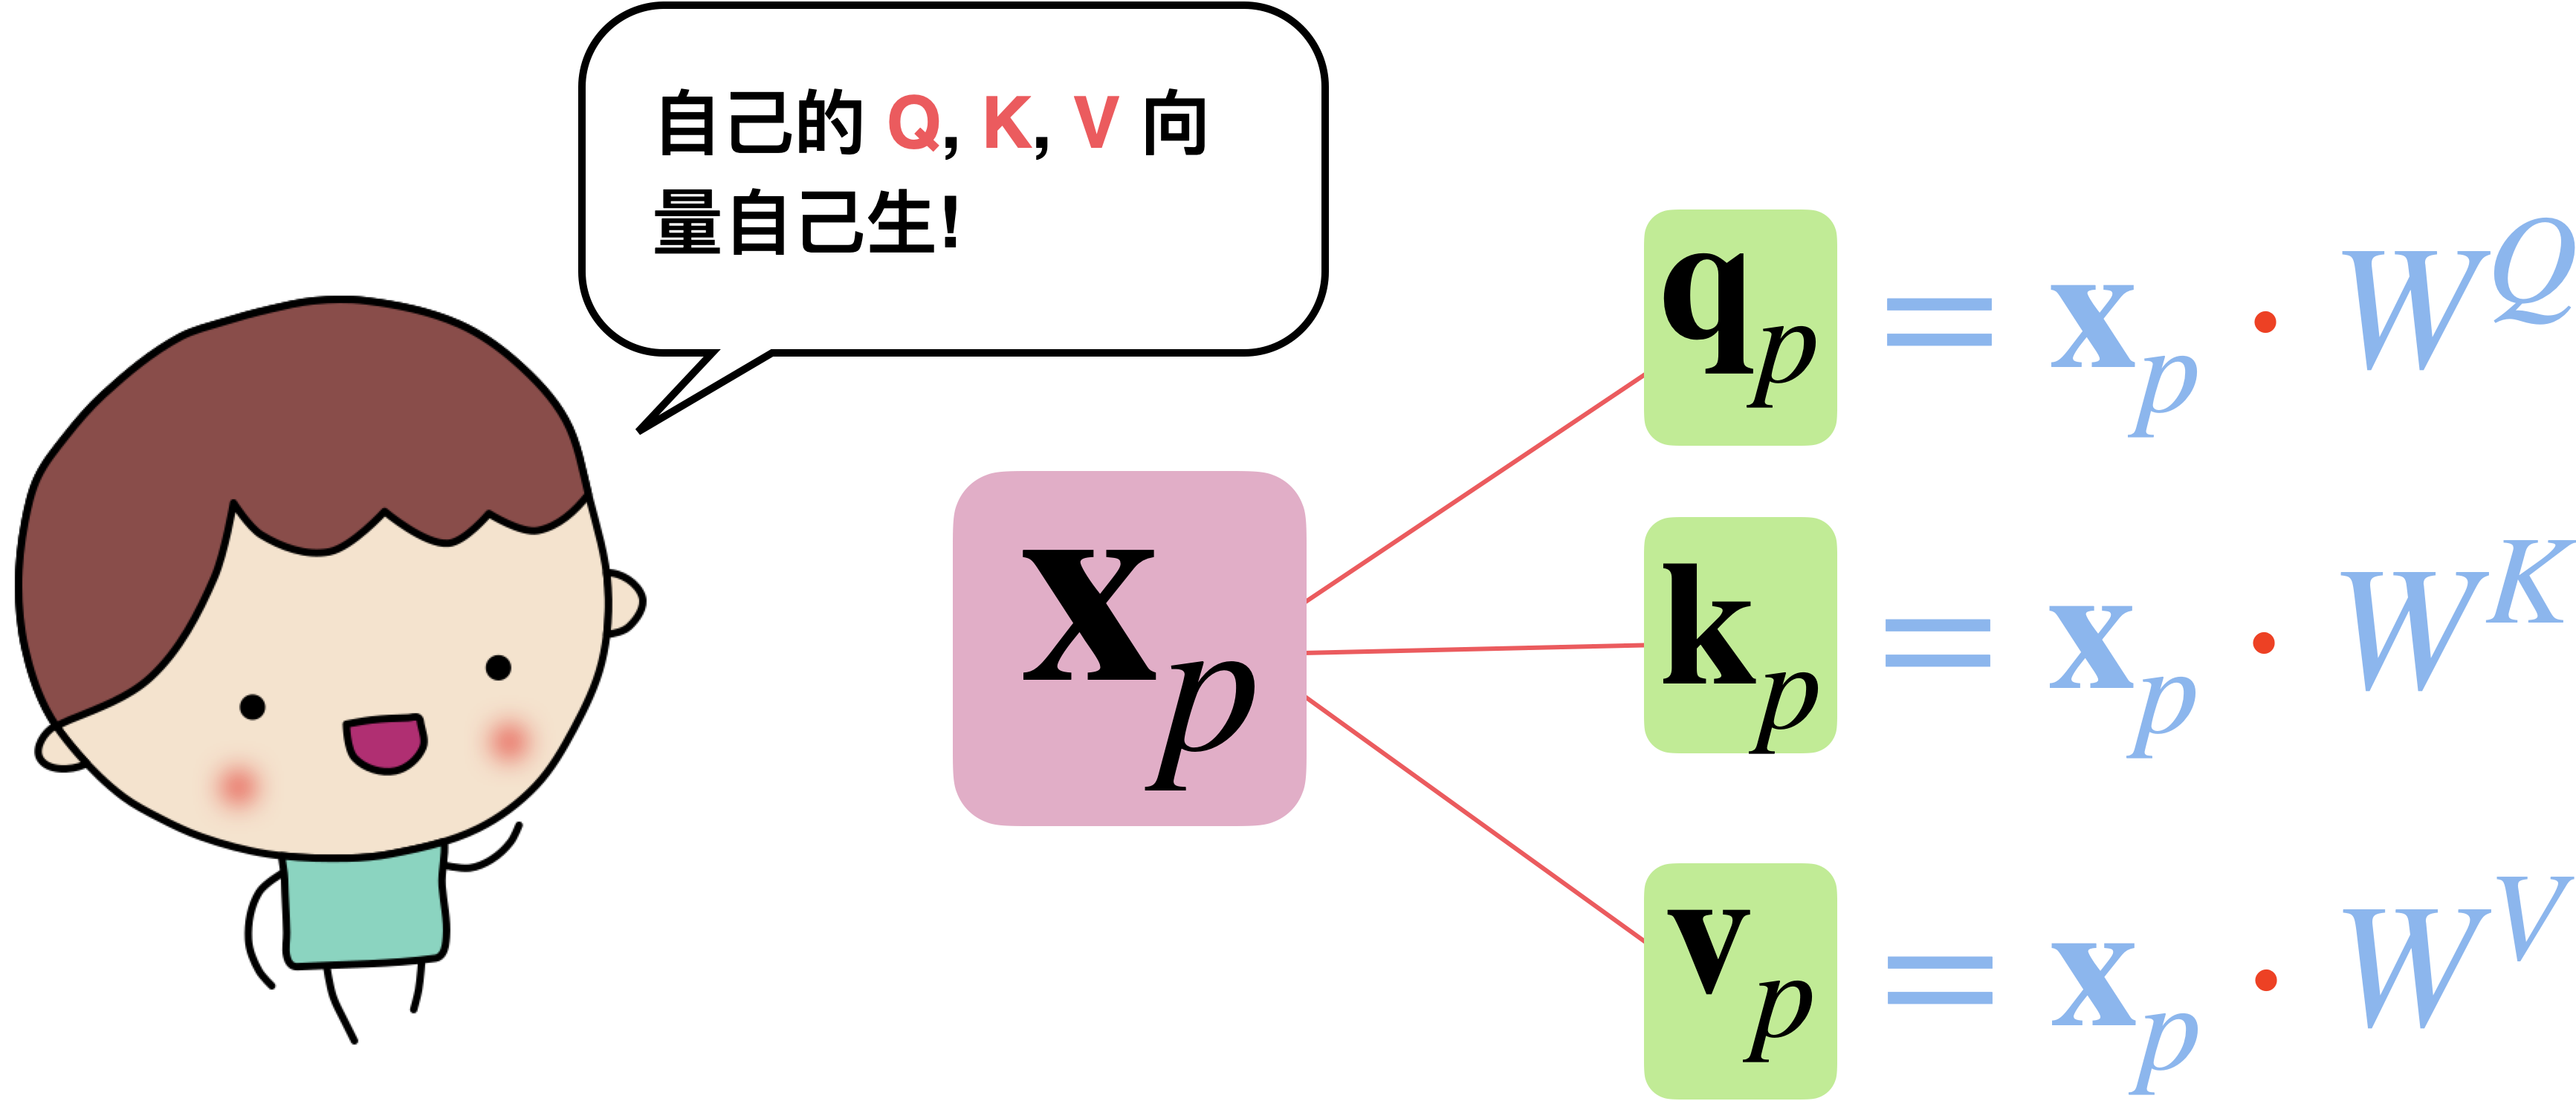 自己的 Q, K, V 向
量自己生!
x_p
q_p = x_p · W^Q
k_p = x_p · W^K
v_p = x_p · W^V